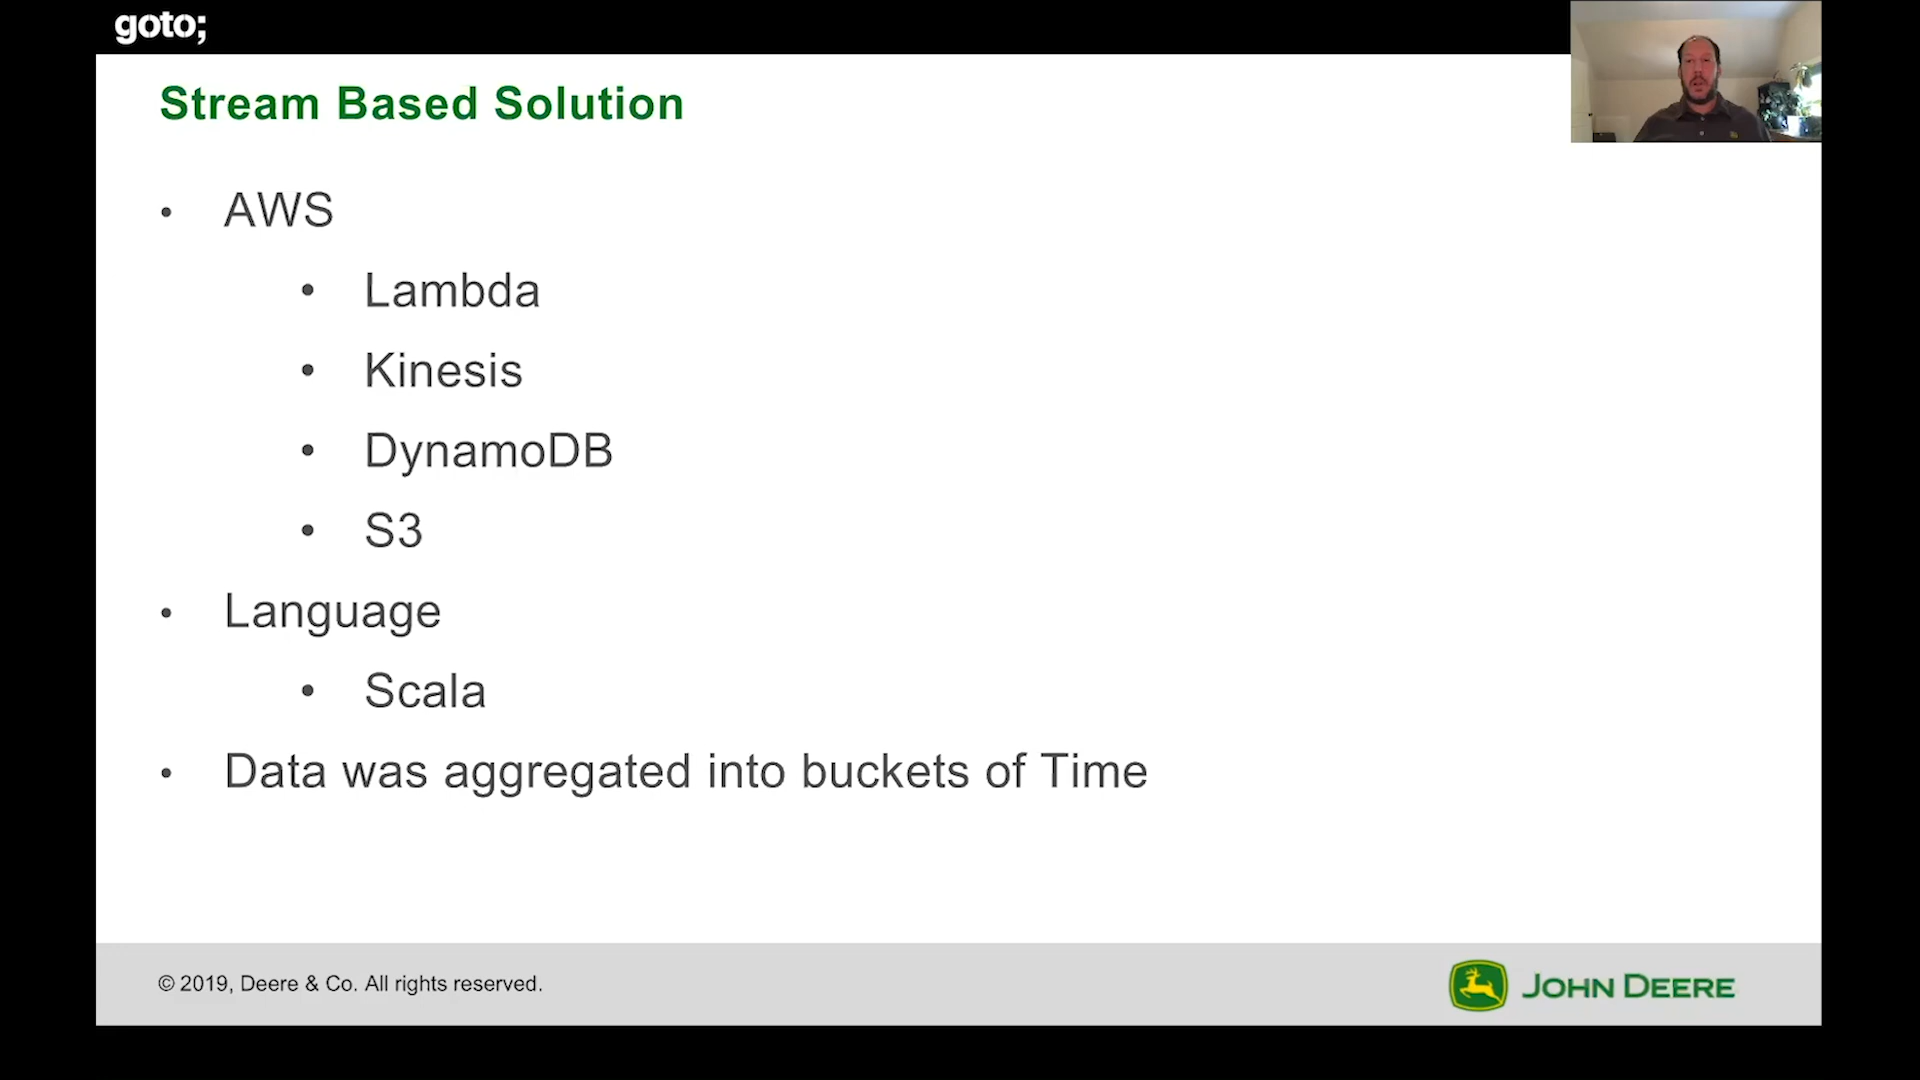 goto;
Stream Based Solution
• AWS
• Lambda
• Kinesis
• DynamoDB
• S3
• Language
• Scala
• Data was aggregated into buckets of Time
© 2019, Deere & Co. All rights reserved.
JOHN DEERE